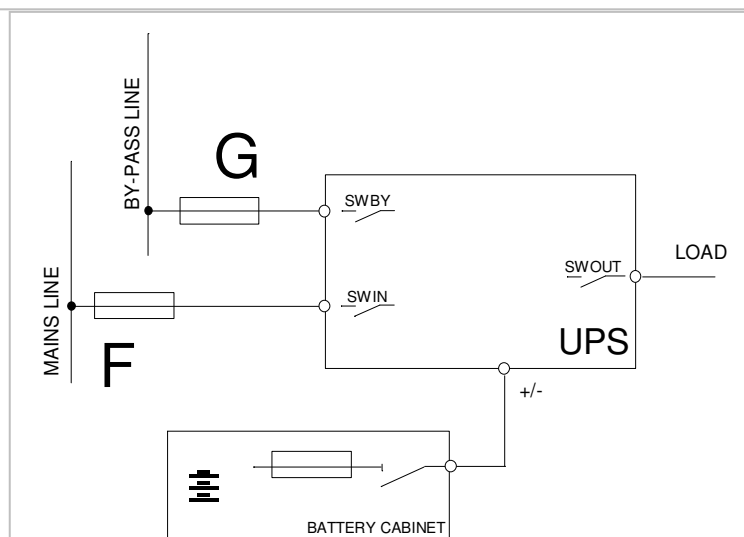 BY-PASS LINE
G
SWBY
MAINS LINE
F
SWIN
SWOUT
LOAD
UPS
+/-
BATTERY CABINET